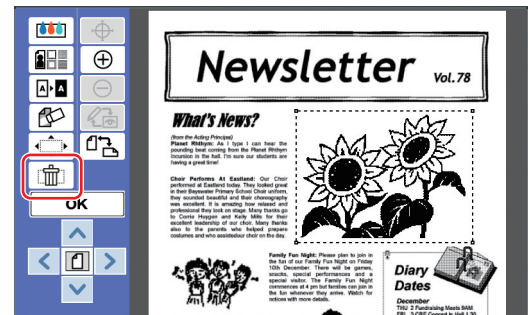 Newsletter Vol. 78
What's News?
(from the Acting Principal)
Planet Rhthym: As I type I can hear the
pounding beat coming from the Planet Rhthym
Incursion in the hall. I'm sure our students are
having a great time!
Choir Performs At Eastland: Our Choir
performed at Eastland today. They looked great
in their Bayswater Primary School Choir uniform,
they sounded beautiful and their choreography
was excellent. It is amazing how relaxed and
professional they look on stage. Many thanks go
to Corrie Heygen and Kelly Mills for their
excellent leadership of our choir. Many thanks
also to the parents who helped prepare
costumes and who assisted our choir on the day.
Family Fun Night: Please plan to join in
the fun of our Family Fun Night on Friday
10th December. There will be games,
snacks, special performances and a
special visitor. The Family Fun Night
commences at 4 pm but families can join in
the fun whenever they arrive. Watch for
notices with more details.
Diary
Dates
December
THU 2 Fundraising Meets 9AM
A A
OK